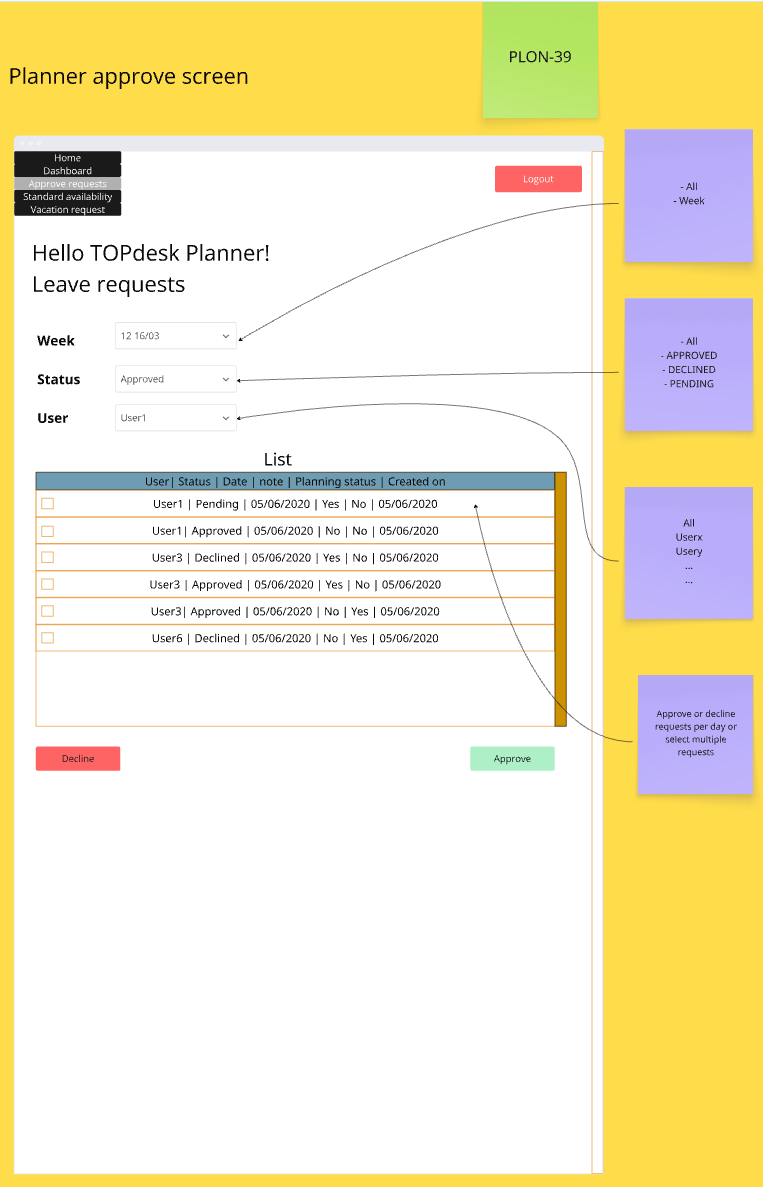 PLON-39
Planner approve screen
Home
Dashboard
Approve requests
Standard availability
Vacation request
Logout
- All
- Week
Hello TOPdesk Planner!
Leave requests
Week
12 16/03
Status
Approved
User
User1
- All
- APPROVED
- DECLINED
- PENDING
List
User| Status | Date | note | Planning status | Created on
User1 | Pending | 05/06/2020 | Yes | No | 05/06/2020
User1| Approved | 05/06/2020 | No | No | 05/06/2020
User3 | Declined | 05/06/2020 | Yes | No | 05/06/2020
User3 | Approved | 05/06/2020 | Yes | No | 05/06/2020
User3| Approved | 05/06/2020 | No | Yes | 05/06/2020
User6 | Declined | 05/06/2020 | No | Yes | 05/06/2020
All
Userx
Usery
...
...
Approve or decline
requests per day or
select multiple
requests
Decline
Approve